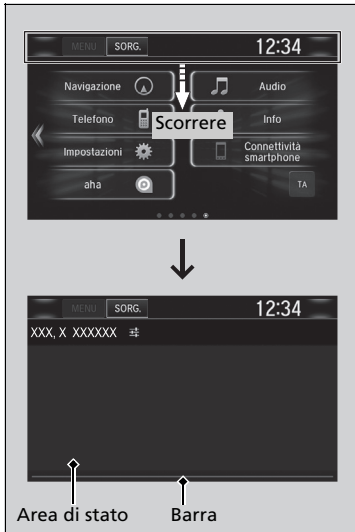 MENU SORG. 12:34
Navigazione Audio
Telefono Info
Scorrere
Impostazioni Connettività
smartphone
aha TA
MENU SORG. 12:34
XXX, X XXXXXX
Area di stato Barra